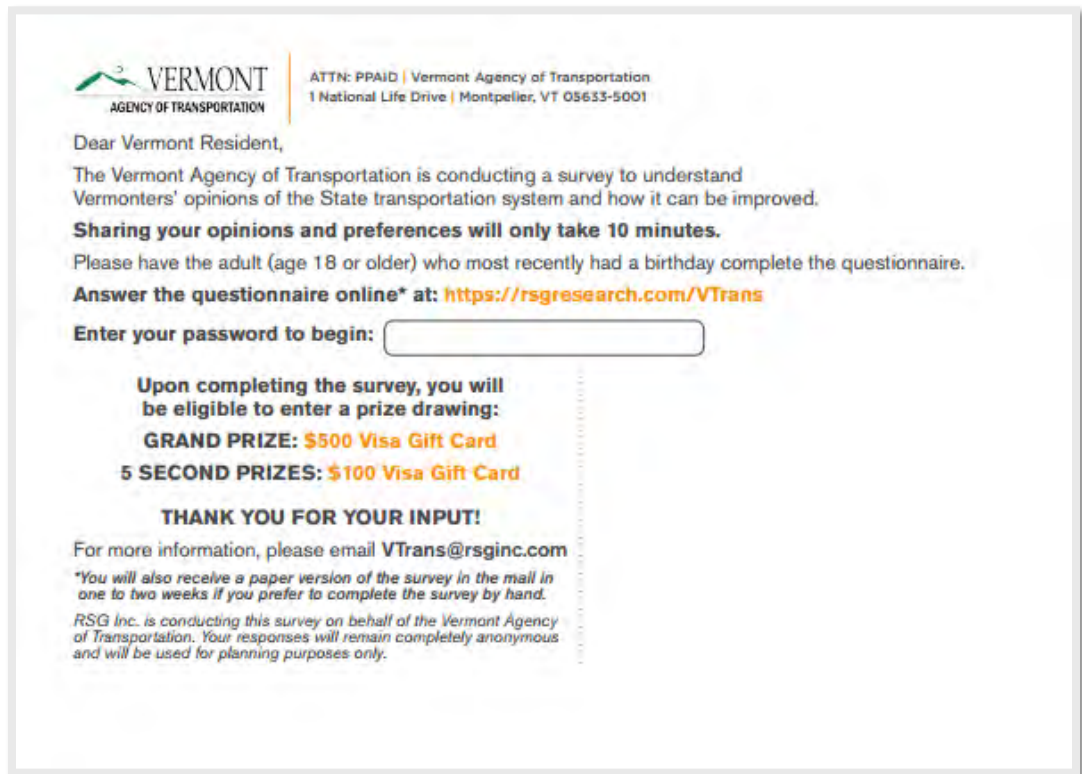 VERMONT
AGENCY OF TRANSPORTATION
ATTN: PPAiD | Vermont Agency of Transportation
1 National Life Drive | Montpelier, VT 05633-5001
Dear Vermont Resident,
The Vermont Agency of Transportation is conducting a survey to understand
Vermonters' opinions of the State transportation system and how it can be improved.
Sharing your opinions and preferences will only take 10 minutes.
Please have the adult (age 18 or older) who most recently had a birthday complete the questionnaire.
Answer the questionnaire online* at: https://rsgresearch.com/VTrans
Enter your password to begin:
Upon completing the survey, you will
be eligible to enter a prize drawing:
GRAND PRIZE: $500 Visa Gift Card
5 SECOND PRIZES: $100 Visa Gift Card
THANK YOU FOR YOUR INPUT!
For more information, please email VTrans@rsginc.com
*You will also receive a paper version of the survey in the mail in
one to two weeks if you prefer to complete the survey by hand.
RSG Inc. is conducting this survey on behalf of the Vermont Agency
of Transportation. Your responses will remain completely anonymous
and will be used for planning purposes only.